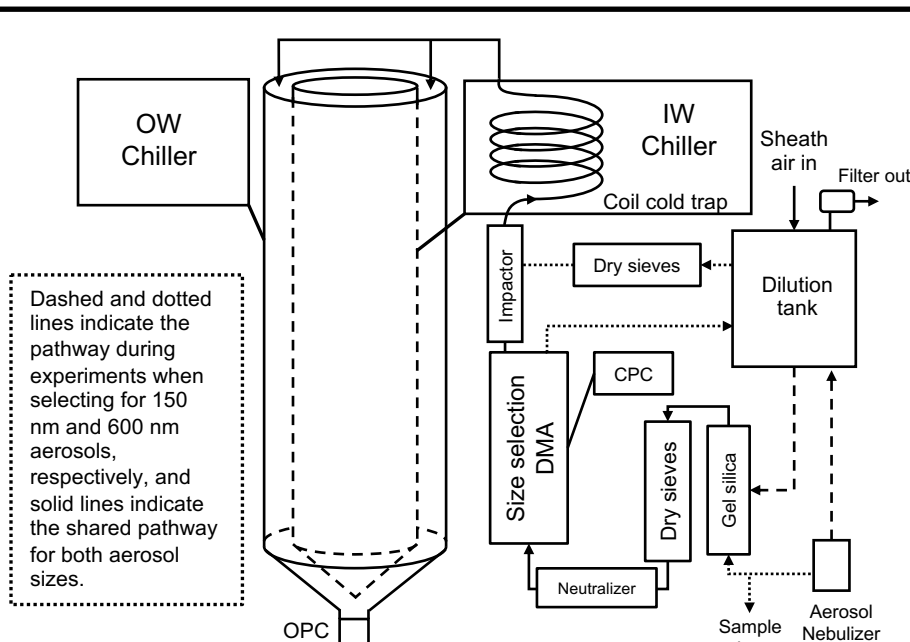 OW
Chiller
IW
Chiller
Coil cold trap
Sheath
air in
Filter out
Dilution
tank
Dry sieves
Impactor
Size selection
DMA
CPC
Dry sieves
Gel silica
Neutralizer
Aerosol
Nebulizer
Sample
OPC
Dashed and dotted
lines indicate the
pathway during
experiments when
selecting for 150
nm and 600 nm
aerosols,
respectively, and
solid lines indicate
the shared pathway
for both aerosol
sizes.